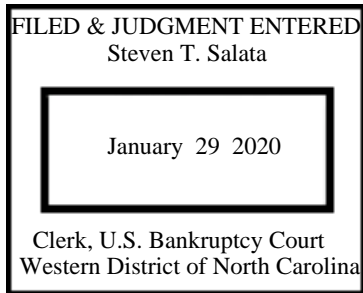 FILED & JUDGMENT ENTERED
Steven T. Salata
January 29 2020
Clerk, U.S. Bankruptcy Court
Western District of North Carolina